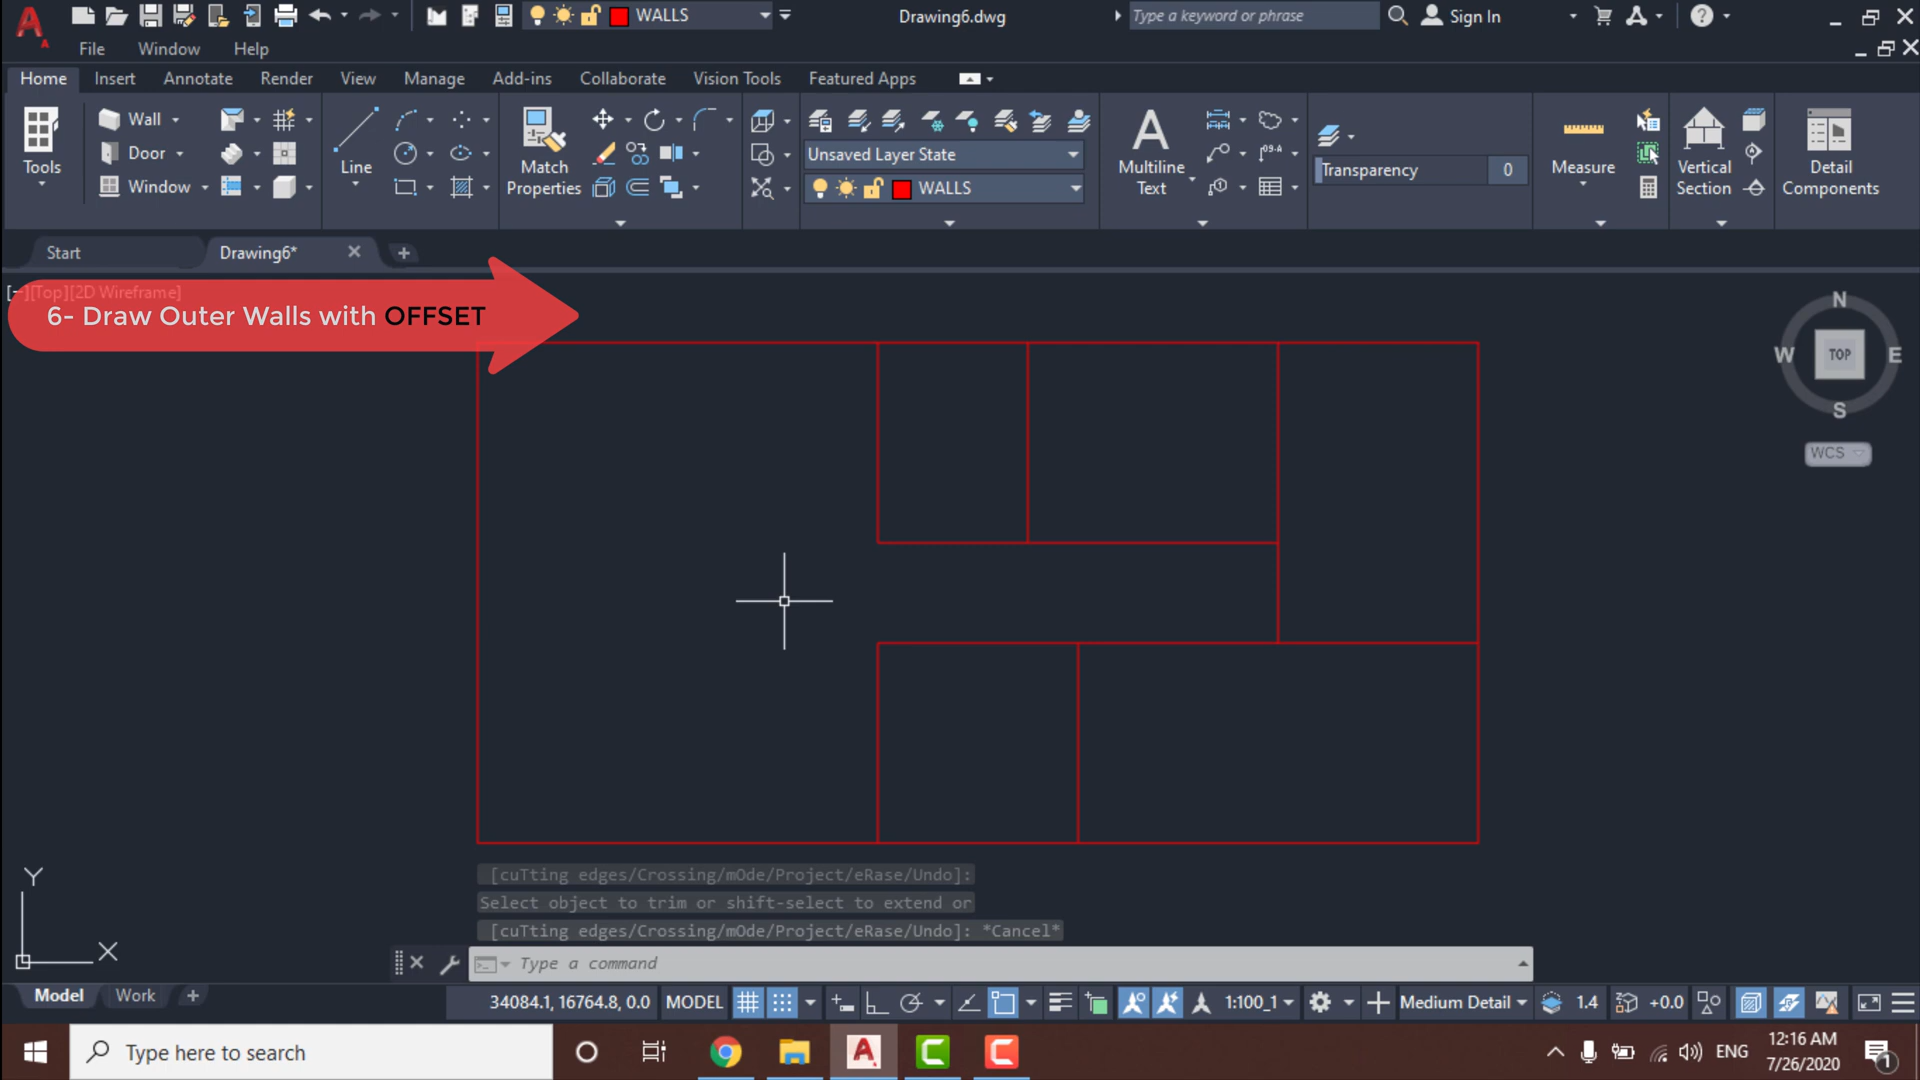 WALLS
Drawing6.dwg
Type a keyword or phrase
Sign In
File Window Help
Home Insert Annotate Render View Manage Add-ins Collaborate Vision Tools Featured Apps
Tools
Wall
Door
Window
Line
Match
Properties
Unsaved Layer State
WALLS
Multiline
Text
Transparency 0
Measure
Vertical
Section
Detail
Components
Start
Drawing6*
[-][Top][2D Wireframe]
6- Draw Outer Walls with OFFSET
N
W TOP E
S
WCS
Y
X
[cuTting edges/Crossing/mOde/Project/eRase/Undo]:
Select object to trim or shift-select to extend or
[cuTting edges/Crossing/mOde/Project/eRase/Undo]: *Cancel*
Type a command
Model Work
34084.1, 16764.8, 0.0 MODEL
1:100_1
Medium Detail
1.4
+0.0
Type here to search
ENG
12:16 AM
7/26/2020
1